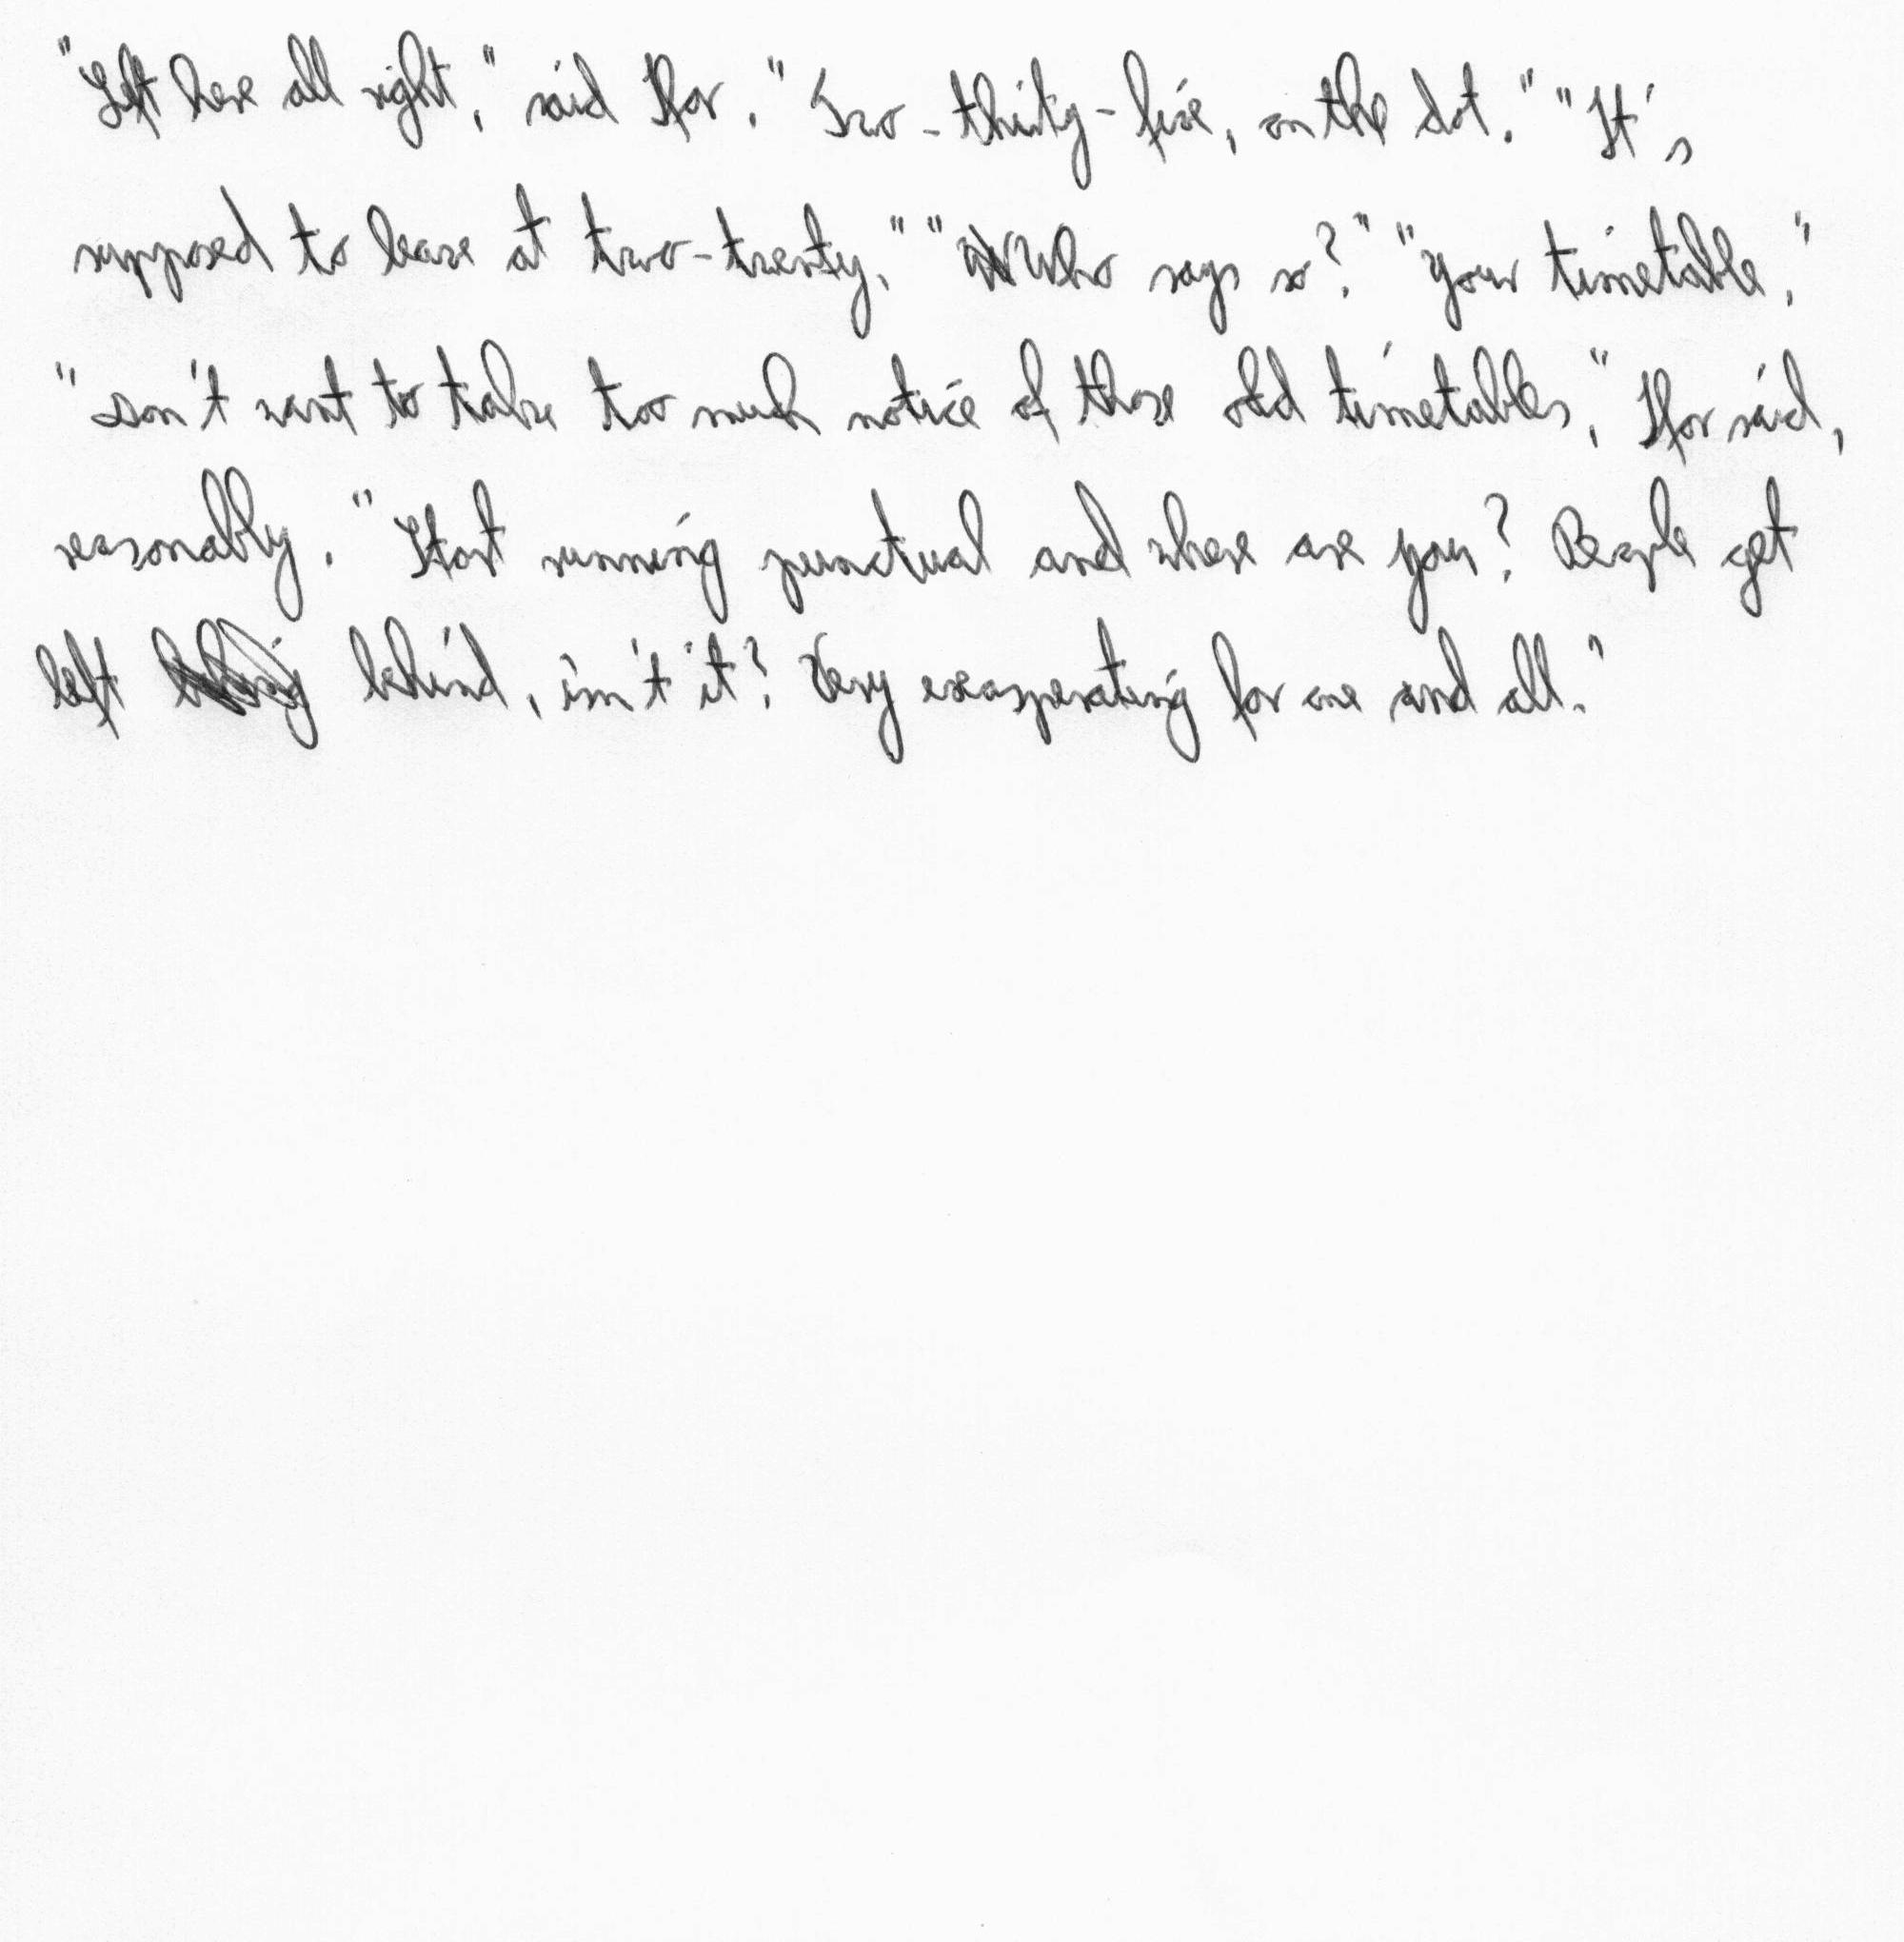 "Left here all right," said Ifor. "Two-thirty-five, on the dot." "It's
supposed to leave at two-twenty." "Who says so?" "Your timetable."
"Don't want to take too much notice of those old timetables," Ifor said,
reasonably. "Start running punctual and where are you? People get
left behind, isn't it? Very exasperating for one and all."